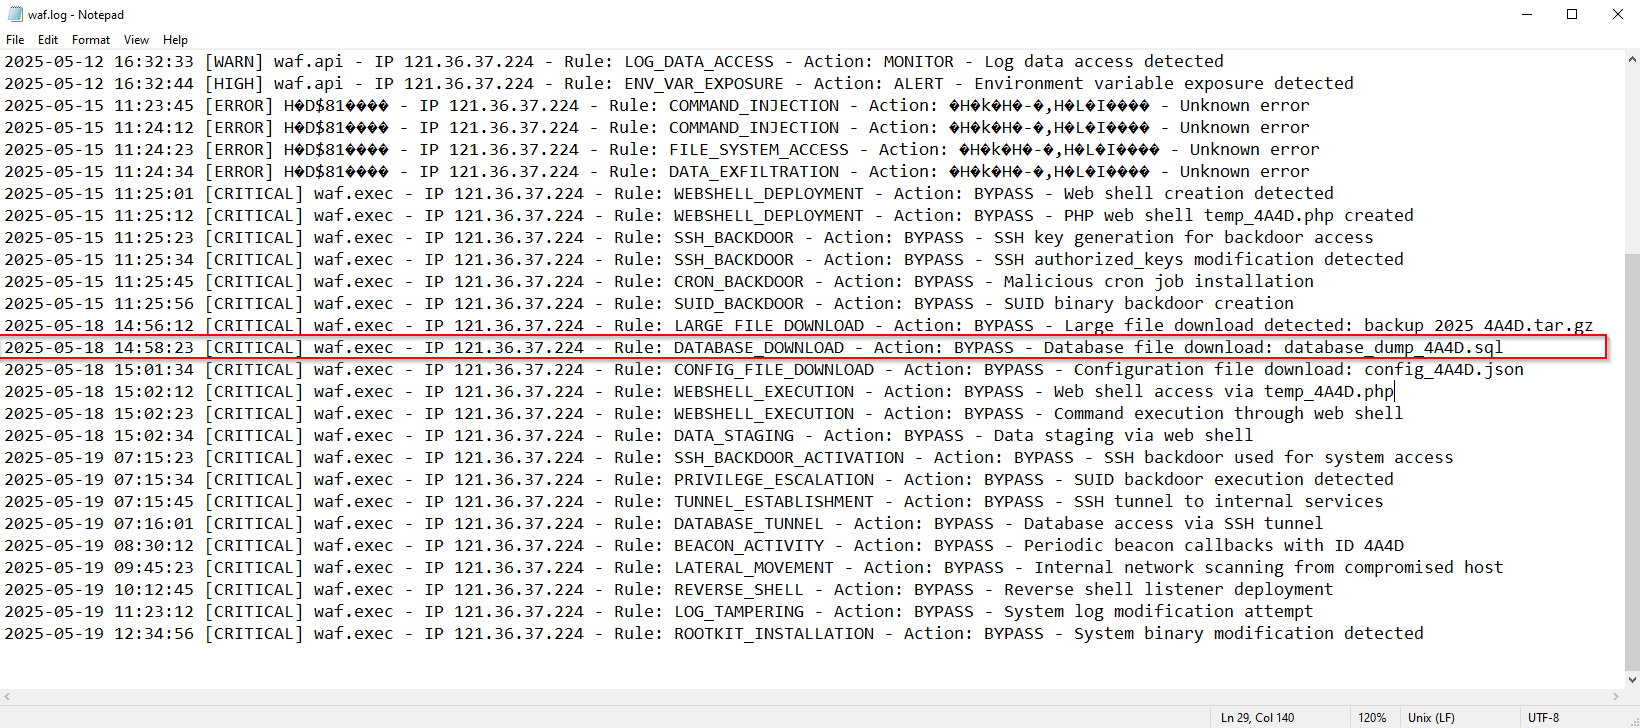 waf.log - Notepad
File Edit Format View Help
2025-05-12 16:32:33 [WARN] waf.api - IP 121.36.37.224 - Rule: LOG_DATA_ACCESS - Action: MONITOR - Log data access detected
2025-05-12 16:32:44 [HIGH] waf.api - IP 121.36.37.224 - Rule: ENV_VAR_EXPOSURE - Action: ALERT - Environment variable exposure detected
2025-05-15 11:23:45 [ERROR] H�D$81���� - IP 121.36.37.224 - Rule: COMMAND_INJECTION - Action: �H�k�H�-�,H�L�I���� - Unknown error
2025-05-15 11:24:12 [ERROR] H�D$81���� - IP 121.36.37.224 - Rule: COMMAND_INJECTION - Action: �H�k�H�-�,H�L�I���� - Unknown error
2025-05-15 11:24:23 [ERROR] H�D$81���� - IP 121.36.37.224 - Rule: FILE_SYSTEM_ACCESS - Action: �H�k�H�-�,H�L�I���� - Unknown error
2025-05-15 11:24:34 [ERROR] H�D$81���� - IP 121.36.37.224 - Rule: DATA_EXFILTRATION - Action: �H�k�H�-�,H�L�I���� - Unknown error
2025-05-15 11:25:01 [CRITICAL] waf.exec - IP 121.36.37.224 - Rule: WEBSHELL_DEPLOYMENT - Action: BYPASS - Web shell creation detected
2025-05-15 11:25:12 [CRITICAL] waf.exec - IP 121.36.37.224 - Rule: WEBSHELL_DEPLOYMENT - Action: BYPASS - PHP web shell temp_4A4D.php created
2025-05-15 11:25:23 [CRITICAL] waf.exec - IP 121.36.37.224 - Rule: SSH_BACKDOOR - Action: BYPASS - SSH key generation for backdoor access
2025-05-15 11:25:34 [CRITICAL] waf.exec - IP 121.36.37.224 - Rule: SSH_BACKDOOR - Action: BYPASS - SSH authorized_keys modification detected
2025-05-15 11:25:45 [CRITICAL] waf.exec - IP 121.36.37.224 - Rule: CRON_BACKDOOR - Action: BYPASS - Malicious cron job installation
2025-05-15 11:25:56 [CRITICAL] waf.exec - IP 121.36.37.224 - Rule: SUID_BACKDOOR - Action: BYPASS - SUID binary backdoor creation
2025-05-18 14:56:12 [CRITICAL] waf.exec - IP 121.36.37.224 - Rule: LARGE_FILE_DOWNLOAD - Action: BYPASS - Large file download detected: backup_2025_4A4D.tar.gz
2025-05-18 14:58:23 [CRITICAL] waf.exec - IP 121.36.37.224 - Rule: DATABASE_DOWNLOAD - Action: BYPASS - Database file download: database_dump_4A4D.sql
2025-05-18 15:01:34 [CRITICAL] waf.exec - IP 121.36.37.224 - Rule: CONFIG_FILE_DOWNLOAD - Action: BYPASS - Configuration file download: config_4A4D.json
2025-05-18 15:02:12 [CRITICAL] waf.exec - IP 121.36.37.224 - Rule: WEBSHELL_EXECUTION - Action: BYPASS - Web shell access via temp_4A4D.php
2025-05-18 15:02:23 [CRITICAL] waf.exec - IP 121.36.37.224 - Rule: WEBSHELL_EXECUTION - Action: BYPASS - Command execution through web shell
2025-05-18 15:02:34 [CRITICAL] waf.exec - IP 121.36.37.224 - Rule: DATA_STAGING - Action: BYPASS - Data staging via web shell
2025-05-19 07:15:23 [CRITICAL] waf.exec - IP 121.36.37.224 - Rule: SSH_BACKDOOR_ACTIVATION - Action: BYPASS - SSH backdoor used for system access
2025-05-19 07:15:34 [CRITICAL] waf.exec - IP 121.36.37.224 - Rule: PRIVILEGE_ESCALATION - Action: BYPASS - SUID backdoor execution detected
2025-05-19 07:15:45 [CRITICAL] waf.exec - IP 121.36.37.224 - Rule: TUNNEL_ESTABLISHMENT - Action: BYPASS - SSH tunnel to internal services
2025-05-19 07:16:01 [CRITICAL] waf.exec - IP 121.36.37.224 - Rule: DATABASE_TUNNEL - Action: BYPASS - Database access via SSH tunnel
2025-05-19 08:30:12 [CRITICAL] waf.exec - IP 121.36.37.224 - Rule: BEACON_ACTIVITY - Action: BYPASS - Periodic beacon callbacks with ID 4A4D
2025-05-19 09:45:23 [CRITICAL] waf.exec - IP 121.36.37.224 - Rule: LATERAL_MOVEMENT - Action: BYPASS - Internal network scanning from compromised host
2025-05-19 10:12:45 [CRITICAL] waf.exec - IP 121.36.37.224 - Rule: REVERSE_SHELL - Action: BYPASS - Reverse shell listener deployment
2025-05-19 11:23:12 [CRITICAL] waf.exec - IP 121.36.37.224 - Rule: LOG_TAMPERING - Action: BYPASS - System log modification attempt
2025-05-19 12:34:56 [CRITICAL] waf.exec - IP 121.36.37.224 - Rule: ROOTKIT_INSTALLATION - Action: BYPASS - System binary modification detected
Ln 29, Col 140 120% Unix (LF) UTF-8